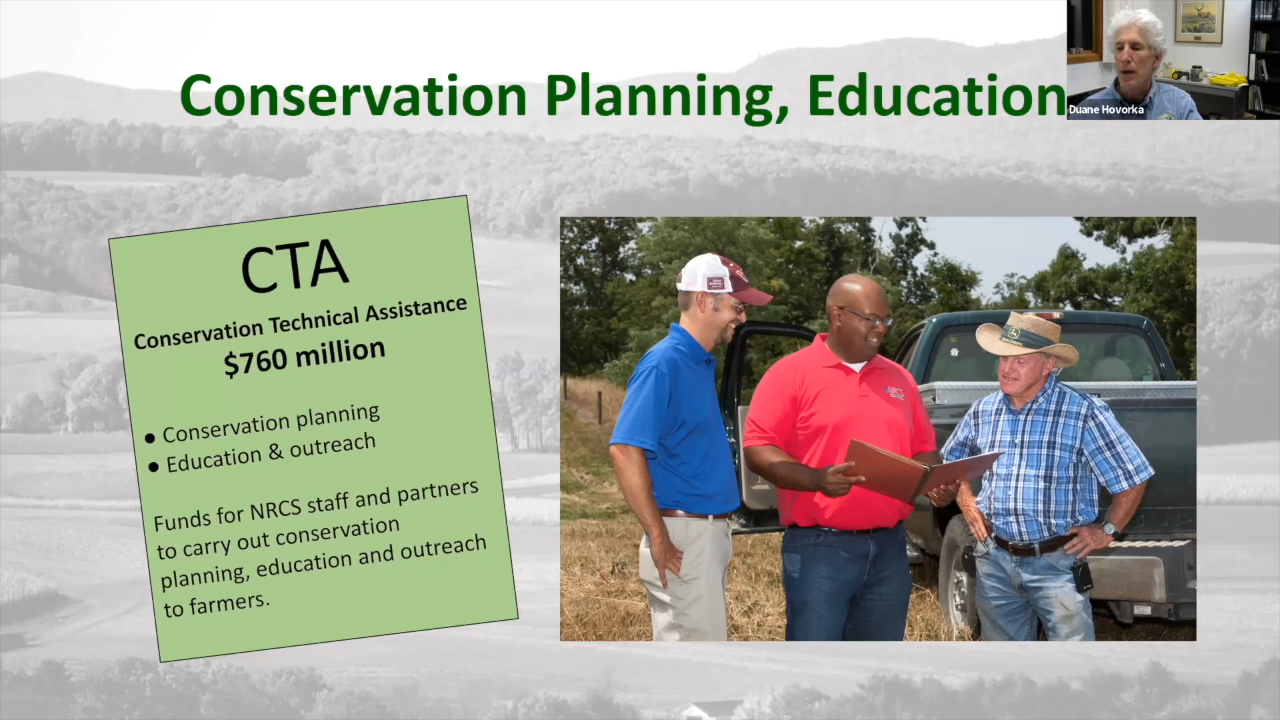 Conservation Planning, Education
Duane Hovorka
CTA
Conservation Technical Assistance
$760 million
● Conservation planning
● Education & outreach
Funds for NRCS staff and partners
to carry out conservation
planning, education and outreach
to farmers.
NRCS